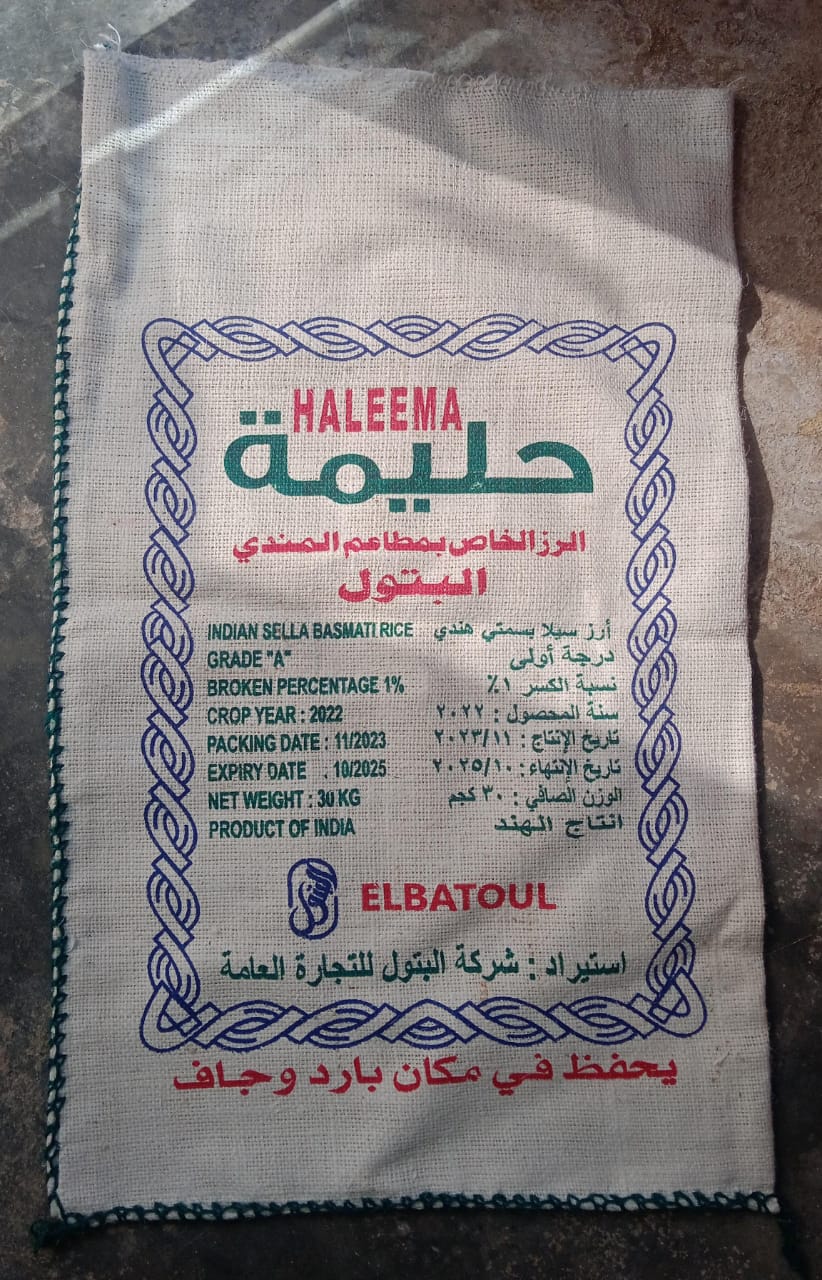 HALEEMA
حليمة
الرز الخاص بمطاعم المندي
البتول
INDIAN SELLA BASMATI RICE أرز سيلا بسمتي هندي
GRADE "A" درجة أولى
BROKEN PERCENTAGE 1% نسبة الكسر ١٪
CROP YEAR : 2022 سنة المحصول : ٢٠٢٢
PACKING DATE : 11/2023 تاريخ الإنتاج : ٢٠٢٣/١١
EXPIRY DATE . 10/2025 تاريخ الإنتهاء : ٢٠٢٥/١٠
NET WEIGHT : 30 KG الوزن الصافي : ٣٠ كجم
PRODUCT OF INDIA انتاج الهند
البتول ELBATOUL
استيراد : شركة البتول للتجارة العامة
يحفظ في مكان بارد وجاف